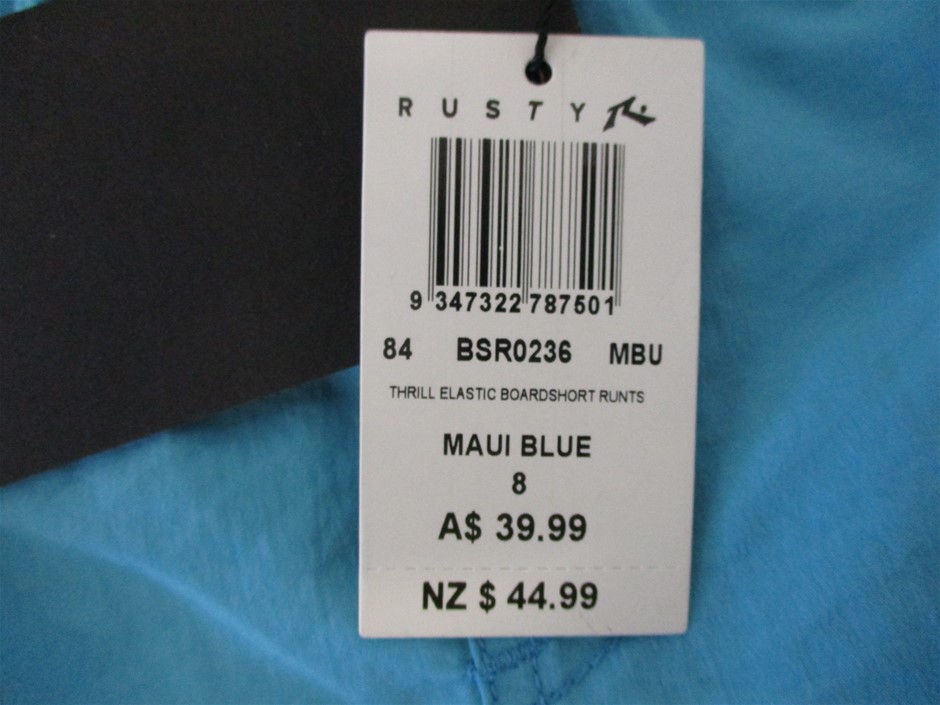 RUSTY
9 347322 787501
84 BSR0236 MBU
THRILL ELASTIC BOARDSHORT RUNTS
MAUI BLUE
8
A$ 39.99
NZ $ 44.99